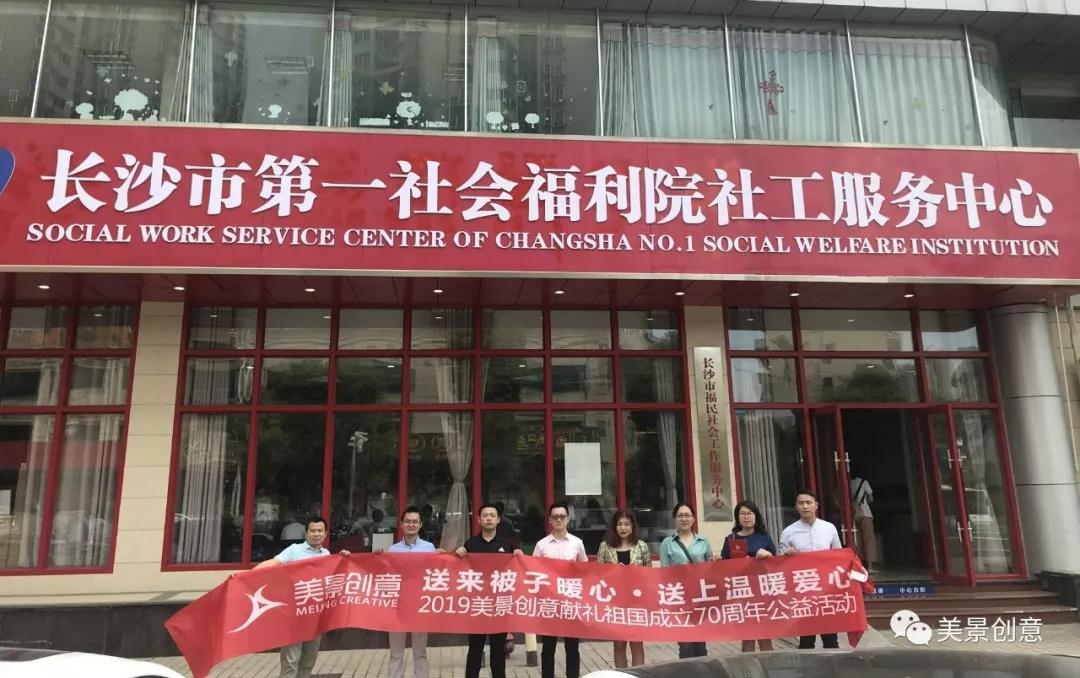 长沙市第一社会福利院社工服务中心
SOCIAL WORK SERVICE CENTER OF CHANGSHA NO.1 SOCIAL WELFARE INSTITUTION
长沙市福民社会工作服务中心
美景创意
MEIJING CREATIVE
送来被子暖心·送上温暖爱心
2019美景创意献礼祖国成立70周年公益活动
美景创意